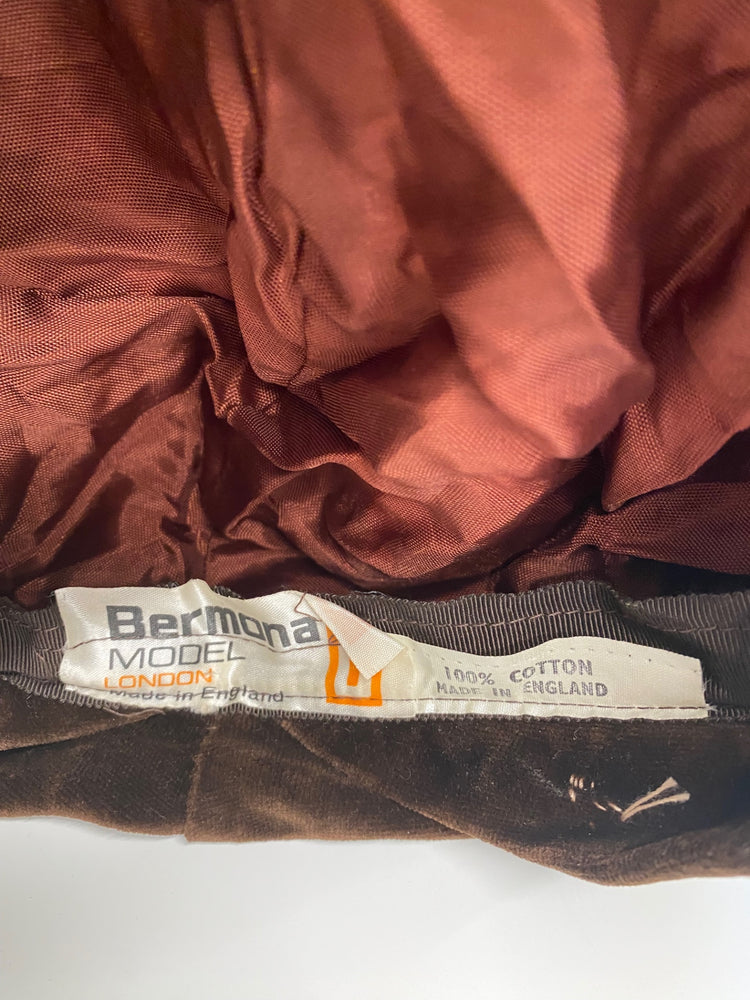 Bermona
MODEL
LONDON
Made in England
100% COTTON
MADE IN ENGLAND